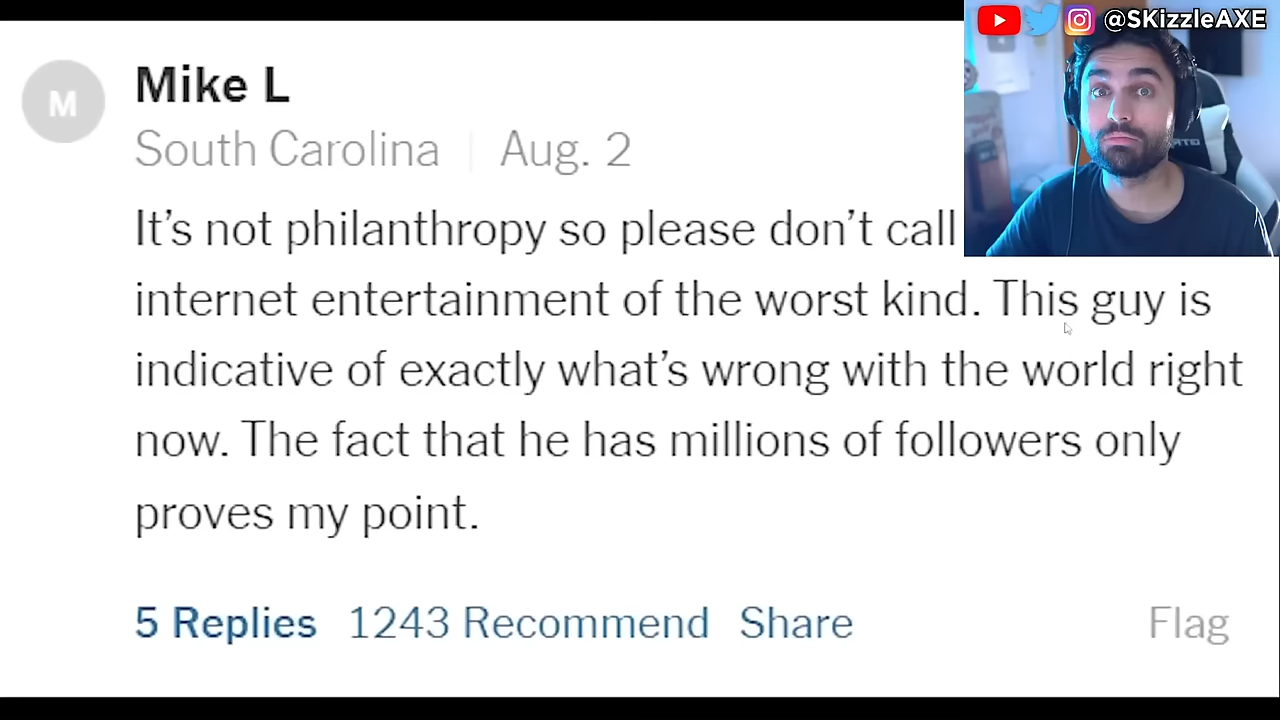 @SKizzleAXE
M
Mike L
South Carolina | Aug. 2
It’s not philanthropy so please don’t call
internet entertainment of the worst kind. This guy is
indicative of exactly what’s wrong with the world right
now. The fact that he has millions of followers only
proves my point.
5 Replies 1243 Recommend Share Flag